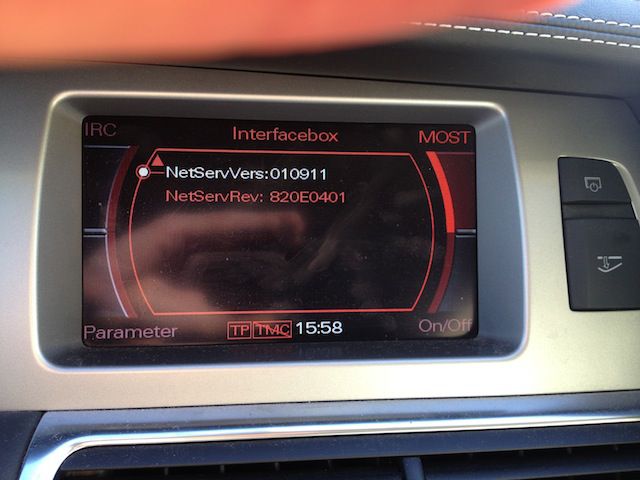 IRC Interfacebox MOST
NetServVers:010911
NetServRev: 820E0401
Parameter TP TMC 15:58 On/Off